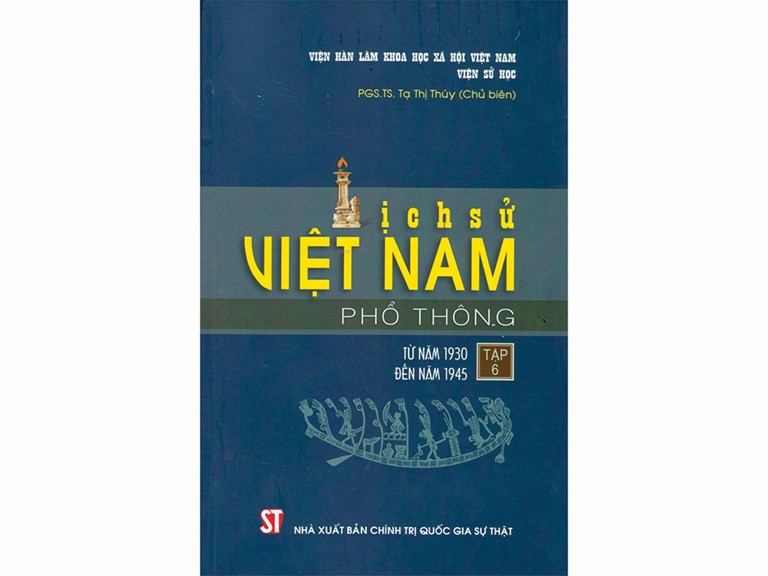 VIỆN HÀN LÂM KHOA HỌC XÃ HỘI VIỆT NAM
VIỆN SỬ HỌC
PGS.TS. Tạ Thị Thúy (Chủ biên)
Lịch sử
VIỆT NAM
PHỔ THÔNG
TỪ NĂM 1930
ĐẾN NĂM 1945
TẬP
6
ST
NHÀ XUẤT BẢN CHÍNH TRỊ QUỐC GIA SỰ THẬT